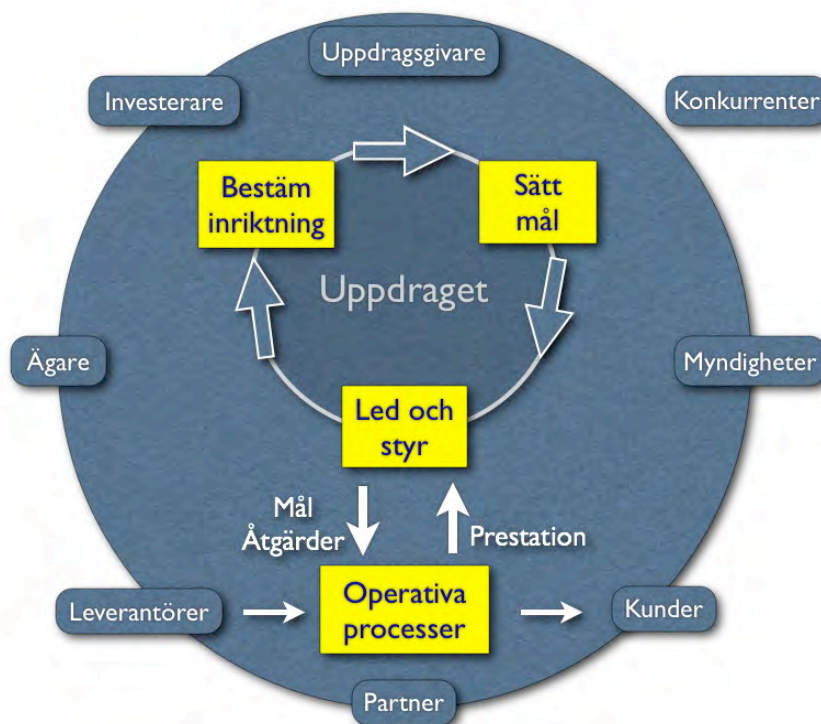 Uppdragsgivare
Investerare
Konkurrenter
Bestäm
inriktning
Sätt
mål
Uppdraget
Ägare
Myndigheter
Led och
styr
Mål
Åtgärder
Prestation
Leverantörer
Operativa
processer
Kunder
Partner